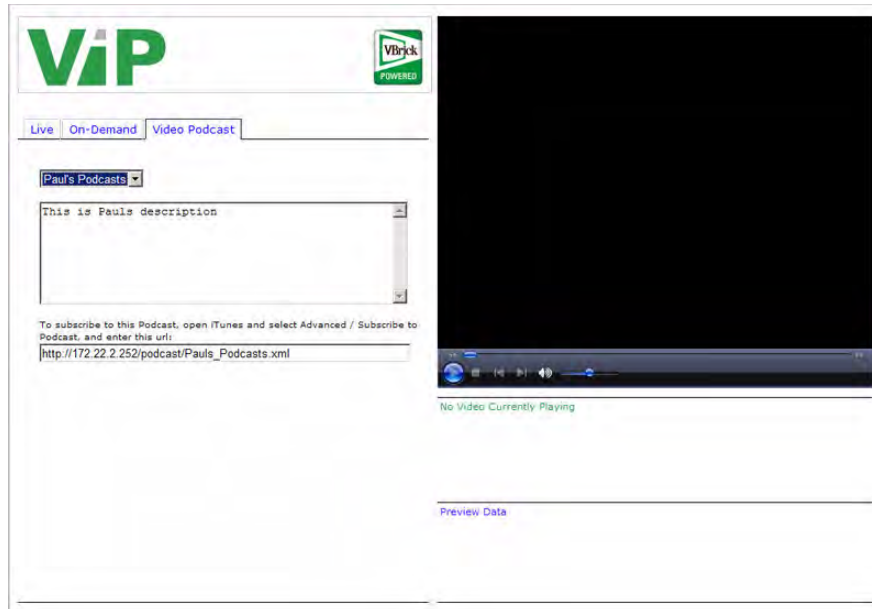 ViP
VBrick
POWERED
Live On-Demand Video Podcast
Paul's Podcasts
This is Pauls description
To subscribe to this Podcast, open iTunes and select Advanced / Subscribe to
Podcast, and enter this url:
http://172.22.2.252/podcast/Pauls_Podcasts.xml
No Video Currently Playing
Preview Data